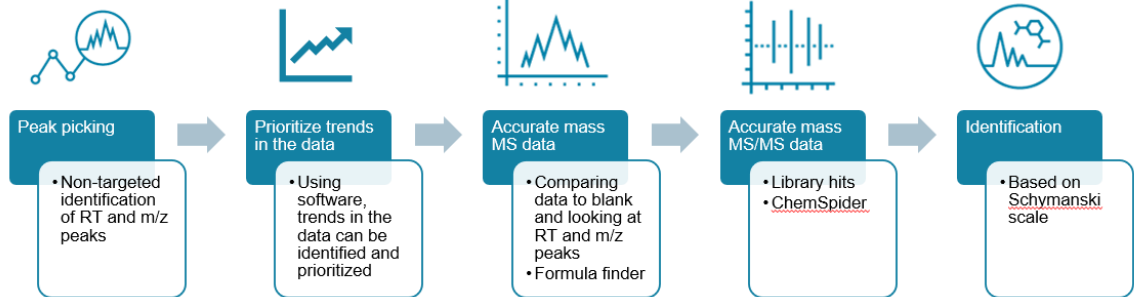 Peak picking
• Non-targeted
identification
of RT and m/z
peaks
Prioritize trends
in the data
• Using
software,
trends in the
data can be
identified and
prioritized
Accurate mass
MS data
• Comparing
data to blank
and looking at
RT and m/z
peaks
• Formula finder
Accurate mass
MS/MS data
• Library hits
• ChemSpider
Identification
• Based on
Schymanski
scale